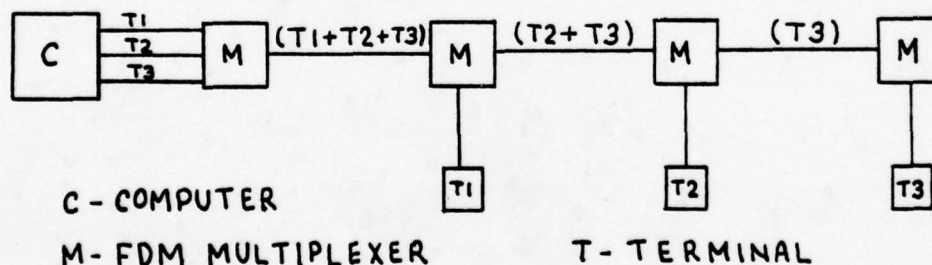 C
T1
T2
T3
M
(T1+T2+T3)
M
(T2+T3)
M
(T3)
M
T1
T2
T3
C - COMPUTER
M - FDM MULTIPLEXER
T - TERMINAL